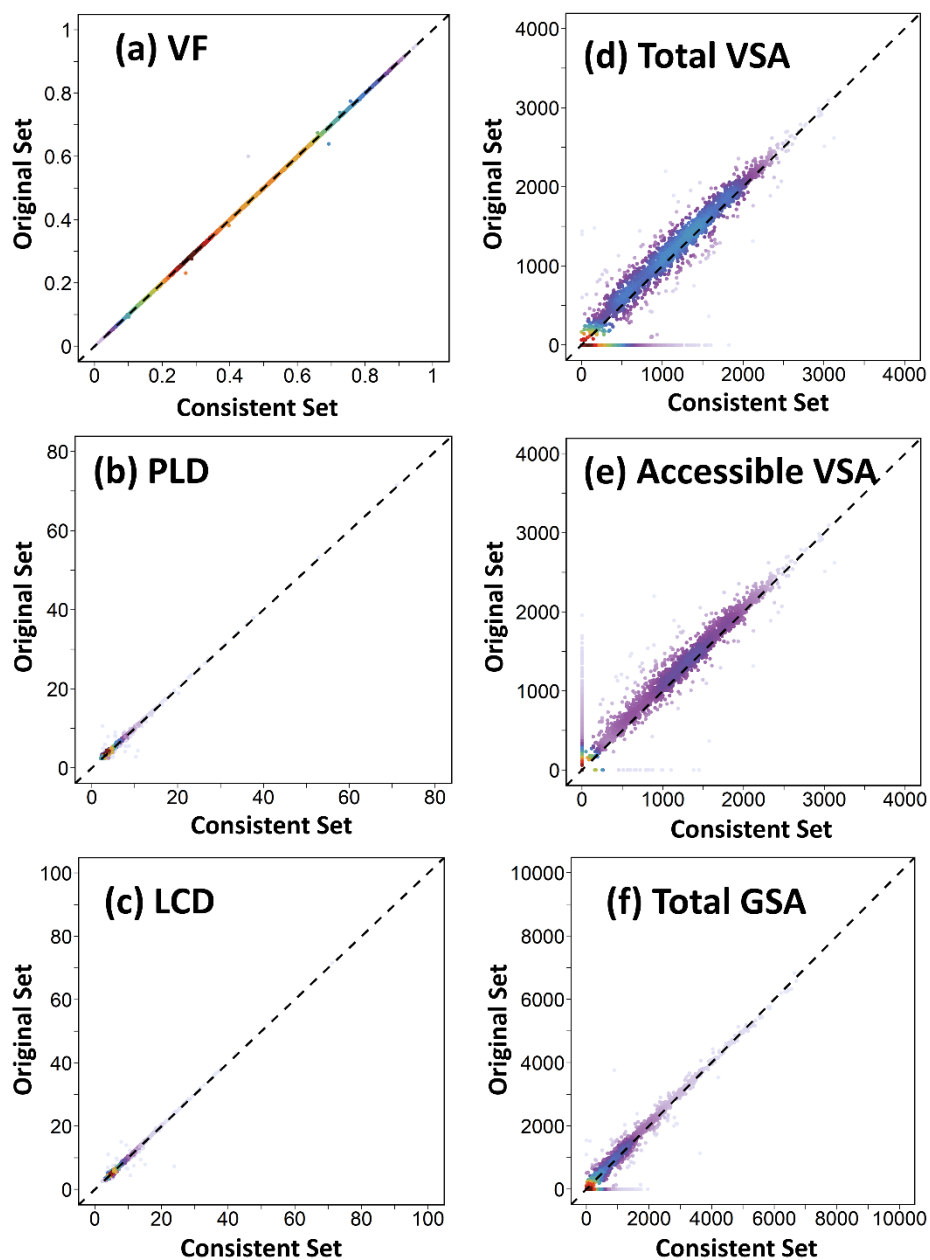 (a) VF
Original Set
1
0.8
0.6
0.4
0.2
0
0 0.2 0.4 0.6 0.8 1
Consistent Set
(d) Total VSA
Original Set
4000
3000
2000
1000
0
0 1000 2000 3000 4000
Consistent Set
(b) PLD
Original Set
80
60
40
20
0
0 20 40 60 80
Consistent Set
(e) Accessible VSA
Original Set
4000
3000
2000
1000
0
0 1000 2000 3000 4000
Consistent Set
(c) LCD
Original Set
100
80
60
40
20
0
0 20 40 60 80 100
Consistent Set
(f) Total GSA
Original Set
10000
8000
6000
4000
2000
0
0 2000 4000 6000 8000 10000
Consistent Set